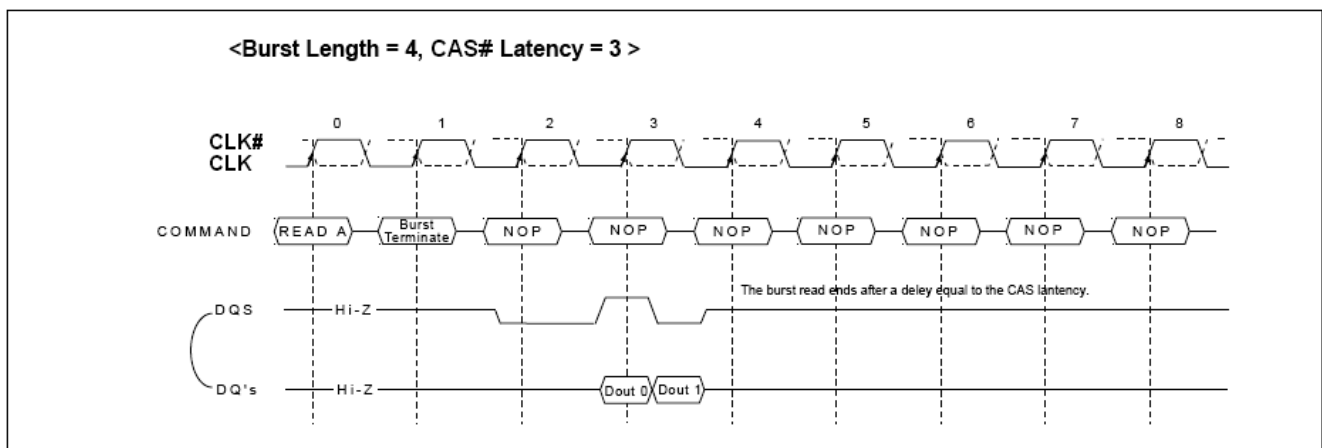 <Burst Length = 4, CAS# Latency = 3 >
0 1 2 3 4 5 6 7 8
CLK#
CLK
COMMAND READ A Burst Terminate NOP NOP NOP NOP NOP NOP NOP
The burst read ends after a deley equal to the CAS lantency.
DQS Hi-Z
DQ's Hi-Z Dout 0 Dout 1